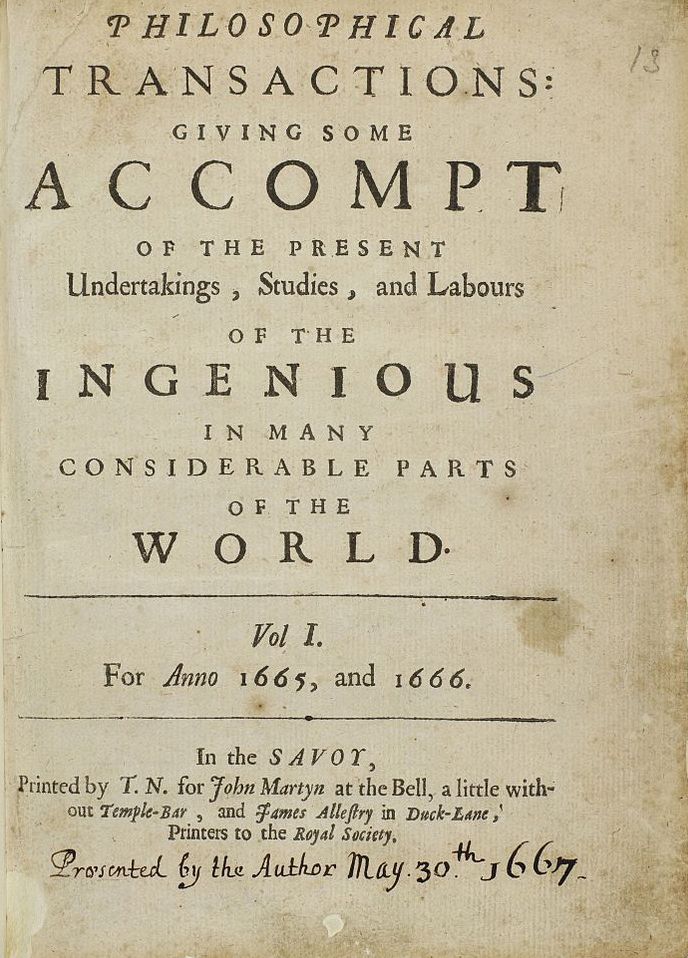 PHILOSOPHICAL
TRANSACTIONS:
GIVING SOME
ACCOMPT
OF THE PRESENT
Undertakings, Studies, and Labours
OF THE
INGENIOUS
IN MANY
CONSIDERABLE PARTS
OF THE
WORLD.
Vol I.
For Anno 1665, and 1666.
In the SAVOY,
Printed by T. N. for John Martyn at the Bell, a little with-
out Temple-Bar, and James Alleſtry in Duck-Lane,
Printers to the Royal Society.
Præsented by the Author May. 30th 1667.
13